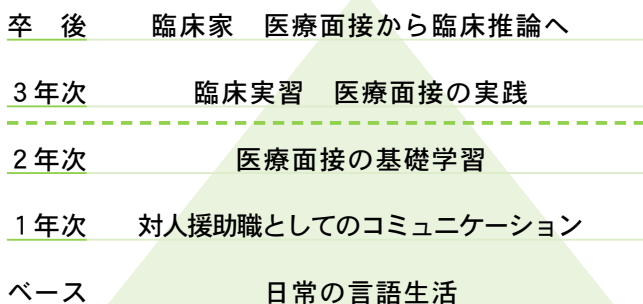 卒　後　　臨床家　医療面接から臨床推論へ
3年次　　臨床実習　医療面接の実践
2年次　　医療面接の基礎学習
1年次　　対人援助職としてのコミュニケーション
ベース　　日常の言語生活